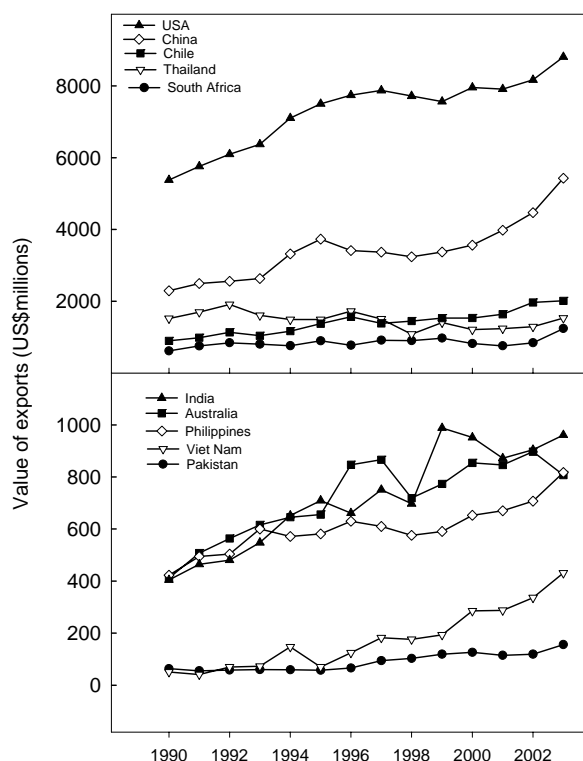 USA
China
Chile
Thailand
South Africa
8000
6000
4000
2000
Value of exports (US$millions)
India
Australia
Philippines
Viet Nam
Pakistan
1000
800
600
400
200
0
1990 1992 1994 1996 1998 2000 2002